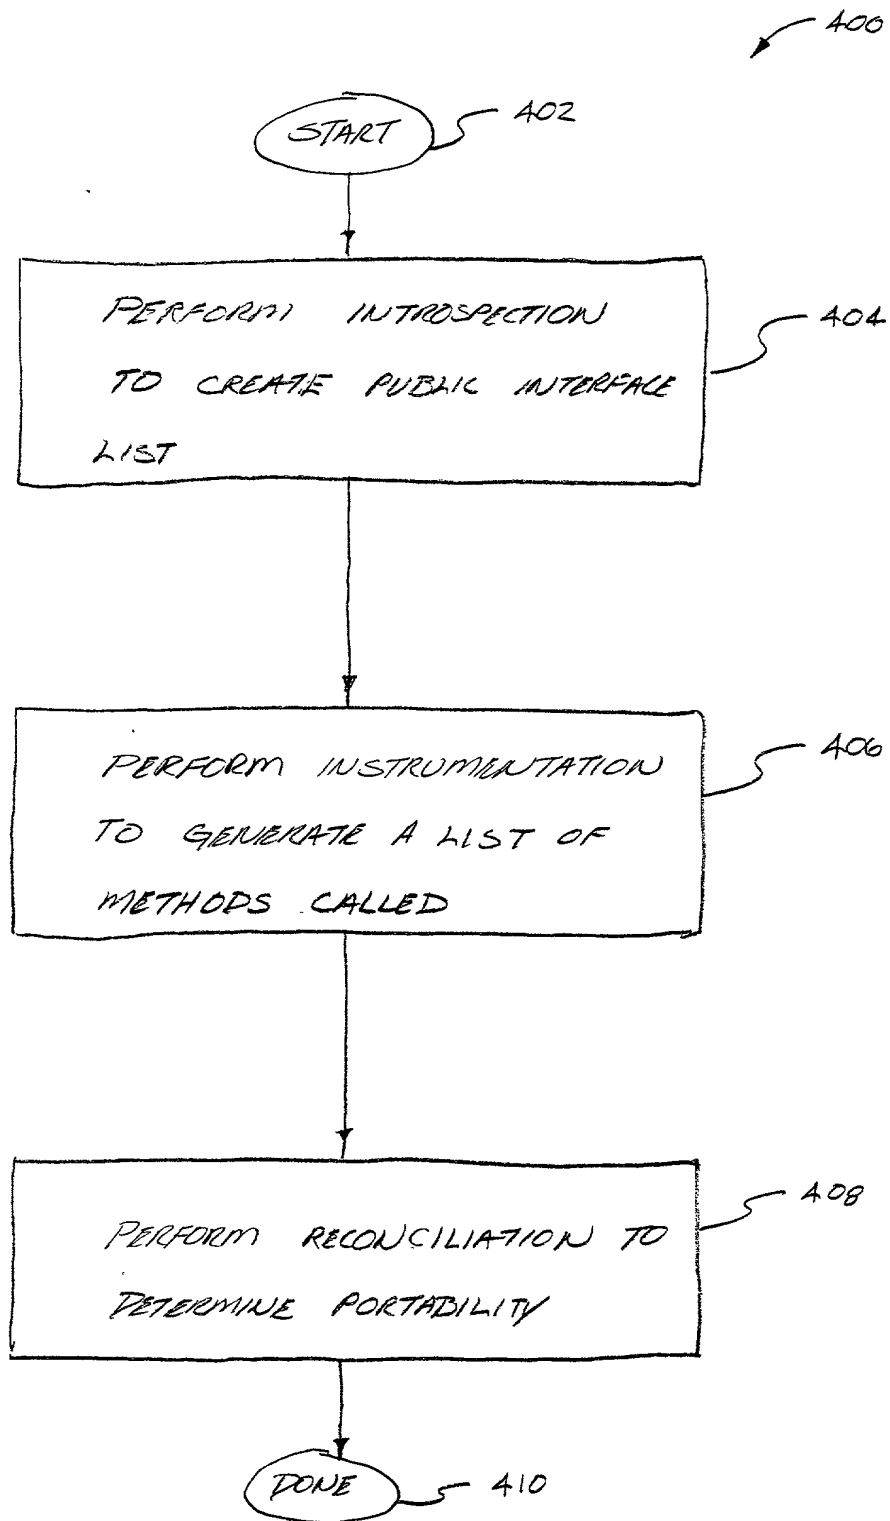 400
START
402
PERFORM INTROSPECTION
TO CREATE PUBLIC INTERFACE
LIST
404
PERFORM INSTRUMENTATION
TO GENERATE A LIST OF
METHODS CALLED
406
PERFORM RECONCILIATION TO
DETERMINE PORTABILITY
408
DONE
410